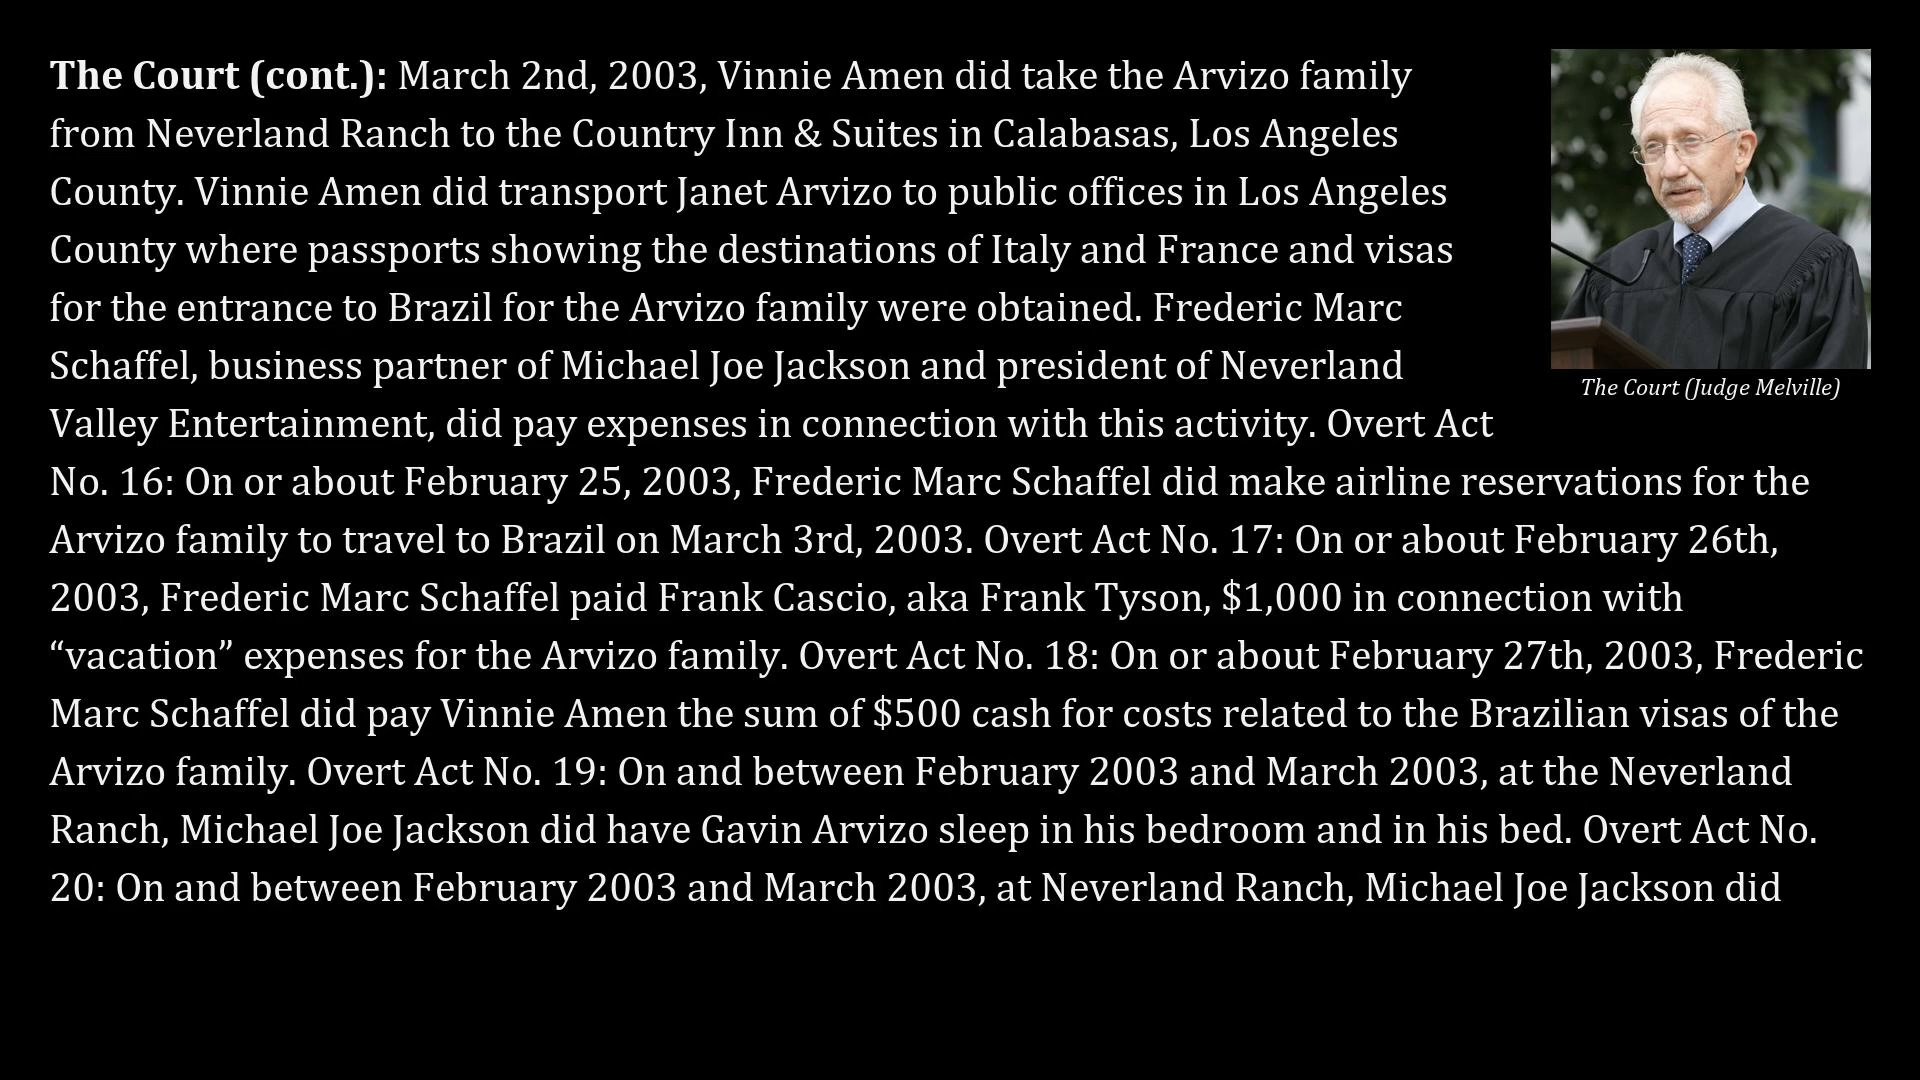 The Court (cont.): March 2nd, 2003, Vinnie Amen did take the Arvizo family
from Neverland Ranch to the Country Inn & Suites in Calabasas, Los Angeles
County. Vinnie Amen did transport Janet Arvizo to public offices in Los Angeles
County where passports showing the destinations of Italy and France and visas
for the entrance to Brazil for the Arvizo family were obtained. Frederic Marc
Schaffel, business partner of Michael Joe Jackson and president of Neverland
Valley Entertainment, did pay expenses in connection with this activity. Overt Act
No. 16: On or about February 25, 2003, Frederic Marc Schaffel did make airline reservations for the
Arvizo family to travel to Brazil on March 3rd, 2003. Overt Act No. 17: On or about February 26th,
2003, Frederic Marc Schaffel paid Frank Cascio, aka Frank Tyson, $1,000 in connection with
“vacation” expenses for the Arvizo family. Overt Act No. 18: On or about February 27th, 2003, Frederic
Marc Schaffel did pay Vinnie Amen the sum of $500 cash for costs related to the Brazilian visas of the
Arvizo family. Overt Act No. 19: On and between February 2003 and March 2003, at the Neverland
Ranch, Michael Joe Jackson did have Gavin Arvizo sleep in his bedroom and in his bed. Overt Act No.
20: On and between February 2003 and March 2003, at Neverland Ranch, Michael Joe Jackson did
The Court (Judge Melville)